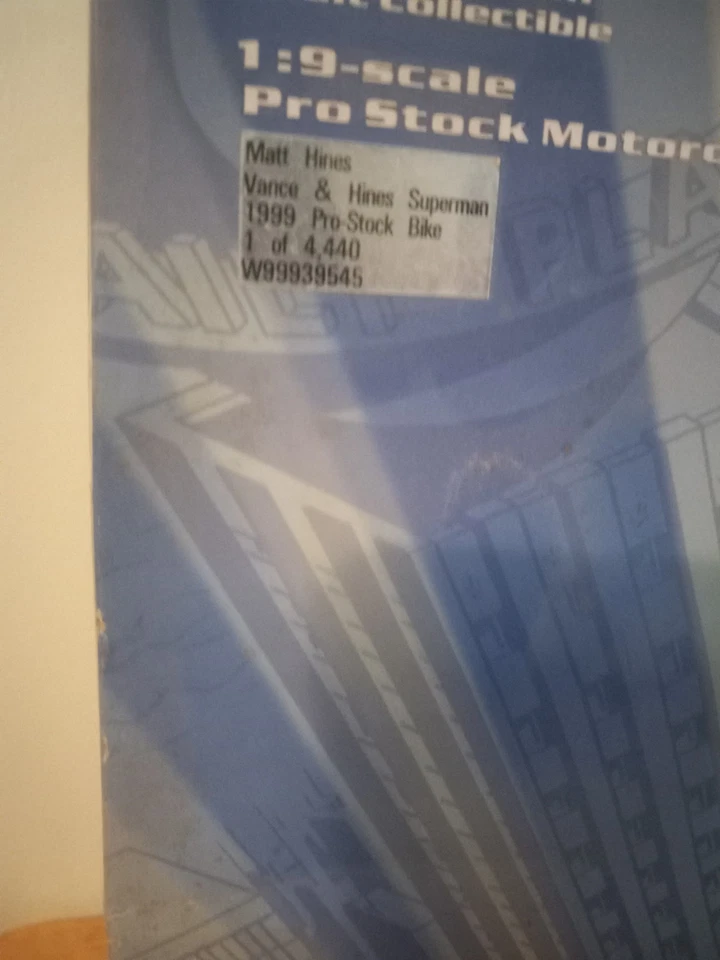 Collectible
1:9-scale
Pro Stock Motorc
Matt Hines
Vance & Hines Superman
1999 Pro-Stock Bike
1 of 4,440
W99939545